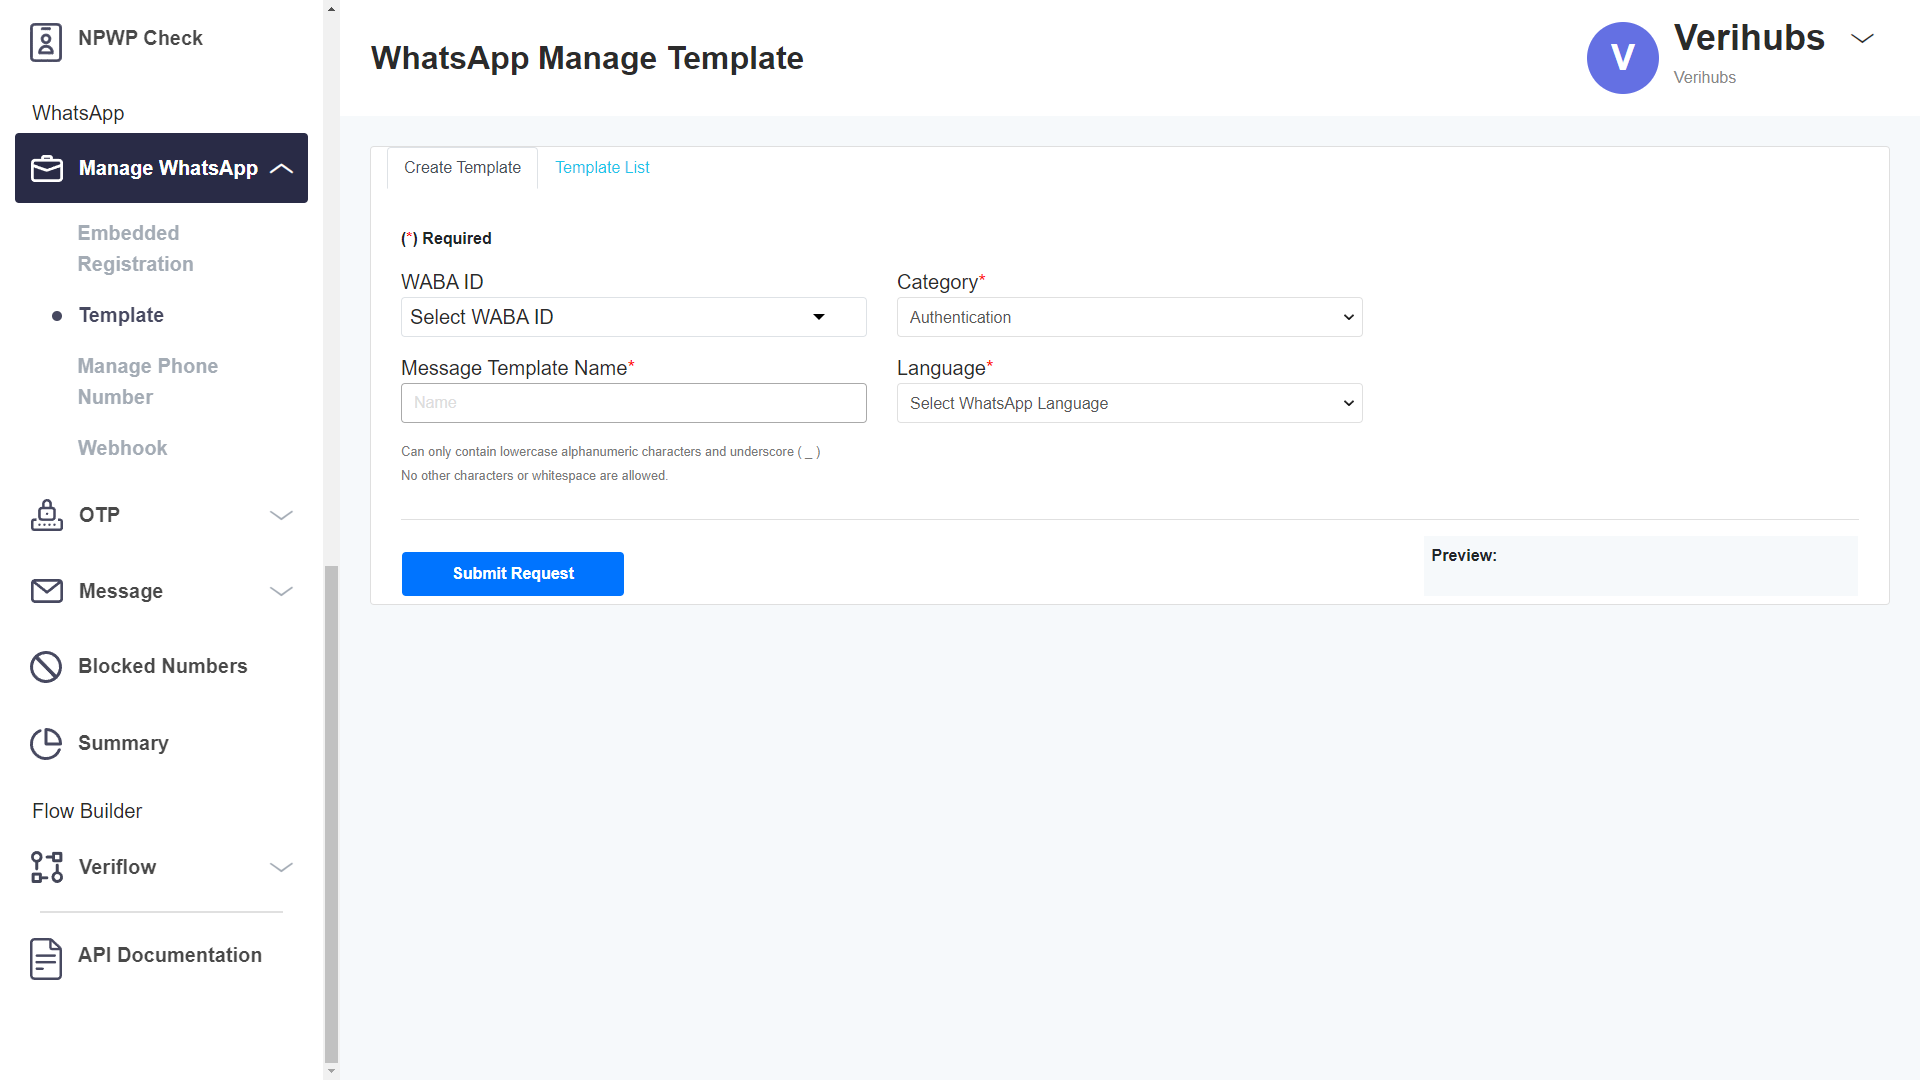 NPWP Check
WhatsApp
Manage WhatsApp
Embedded
Registration
Template
Manage Phone
Number
Webhook
OTP
Message
Blocked Numbers
Summary
Flow Builder
Veriflow
API Documentation
WhatsApp Manage Template
V
Verihubs
Verihubs
Create Template
Template List
(*) Required
WABA ID
Select WABA ID
Category*
Authentication
Message Template Name*
Name
Language*
Select WhatsApp Language
Can only contain lowercase alphanumeric characters and underscore ( _ )
No other characters or whitespace are allowed.
Submit Request
Preview: